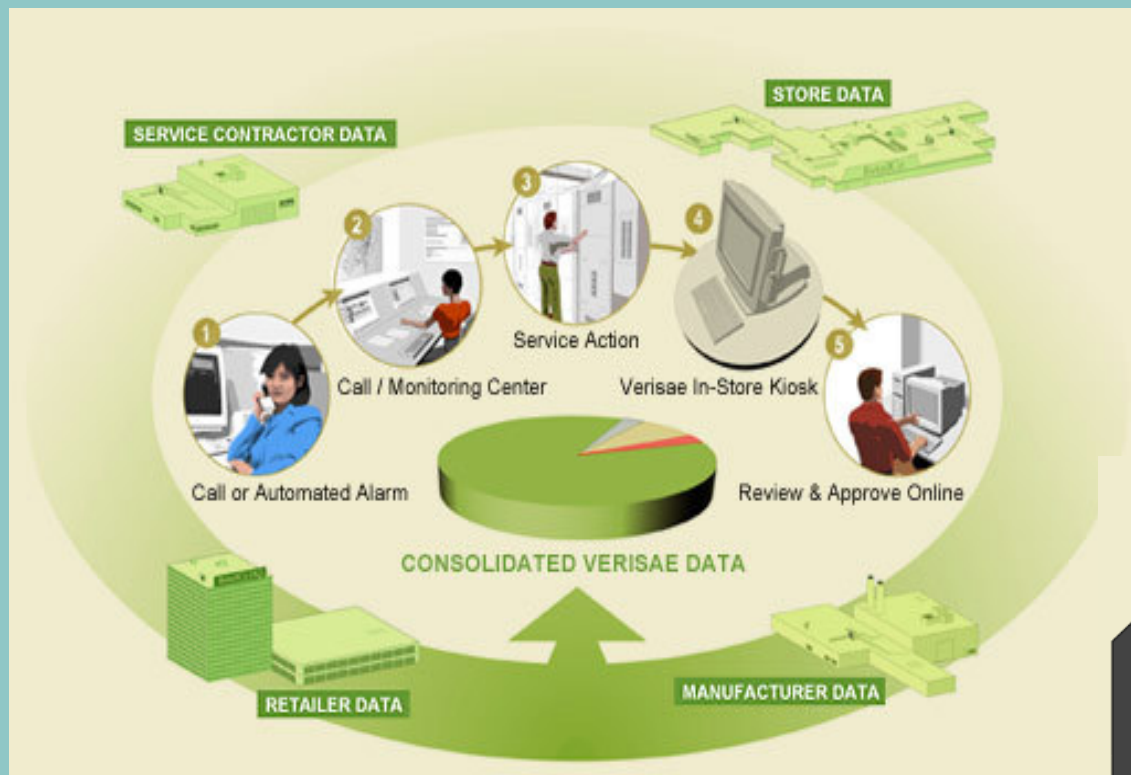 STORE DATA
SERVICE CONTRACTOR DATA
1
Call or Automated Alarm
2
Call / Monitoring Center
3
Service Action
4
Verisae In-Store Kiosk
5
Review & Approve Online
CONSOLIDATED VERISAE DATA
RETAILER DATA
MANUFACTURER DATA